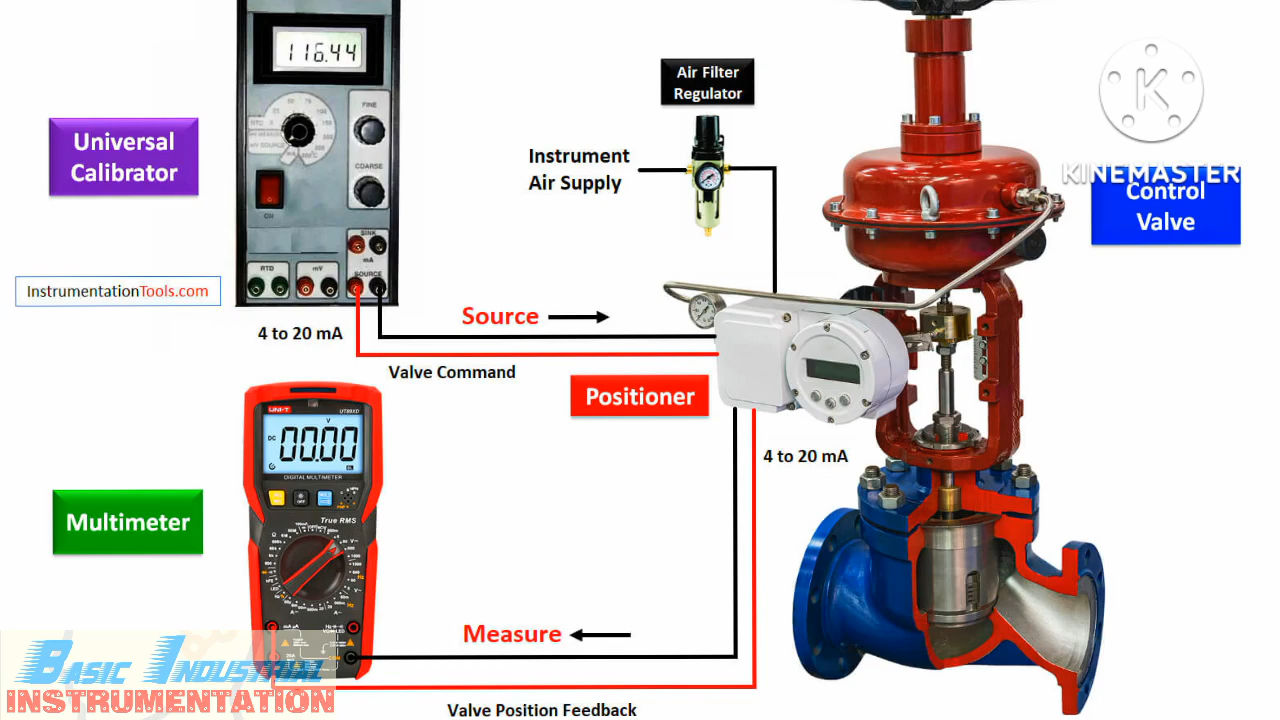 116.44
FINE
COARSE
ON
SINK
mA
RTD
mV
SOURCE
Universal
Calibrator
InstrumentationTools.com
4 to 20 mA
Air Filter
Regulator
Instrument
Air Supply
KINEMASTER
Control
Valve
Source
Valve Command
Positioner
4 to 20 mA
UNI-T
DC
V
00.00
DIGITAL MULTIMETER
True RMS
Multimeter
Measure
BASIC INDUSTRIAL
INSTRUMENTATION
Valve Position Feedback